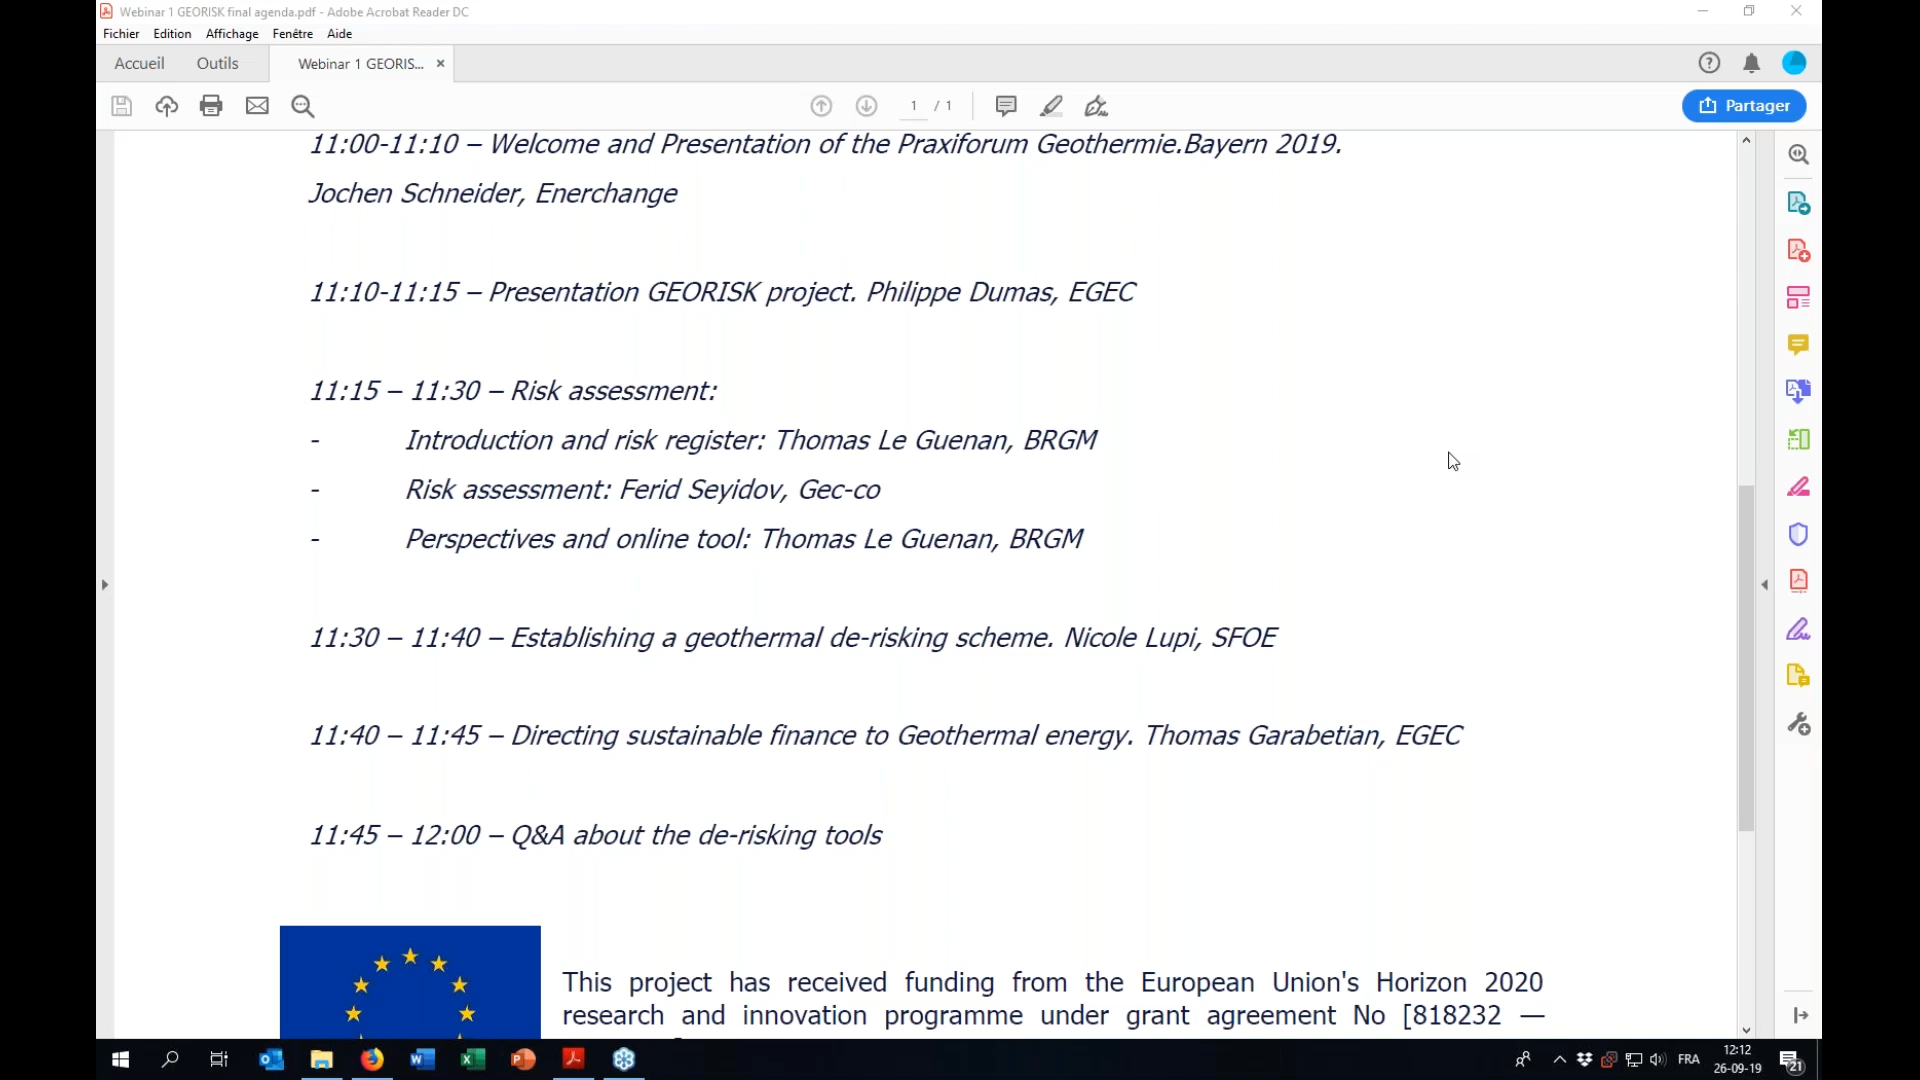 Webinar 1 GEORISK final agenda.pdf - Adobe Acrobat Reader DC
Fichier Edition Affichage Fenêtre Aide
Accueil Outils Webinar 1 GEORIS... ×
1 / 1 Partager
11:00-11:10 – Welcome and Presentation of the Praxiforum Geothermie.Bayern 2019.
Jochen Schneider, Enerchange
11:10-11:15 – Presentation GEORISK project. Philippe Dumas, EGEC
11:15 – 11:30 – Risk assessment:
- Introduction and risk register: Thomas Le Guenan, BRGM
- Risk assessment: Ferid Seyidov, Gec-co
- Perspectives and online tool: Thomas Le Guenan, BRGM
11:30 – 11:40 – Establishing a geothermal de-risking scheme. Nicole Lupi, SFOE
11:40 – 11:45 – Directing sustainable finance to Geothermal energy. Thomas Garabetian, EGEC
11:45 – 12:00 – Q&A about the de-risking tools
This project has received funding from the European Union's Horizon 2020
research and innovation programme under grant agreement No [818232 —
FRA
12:12
26-09-19
21